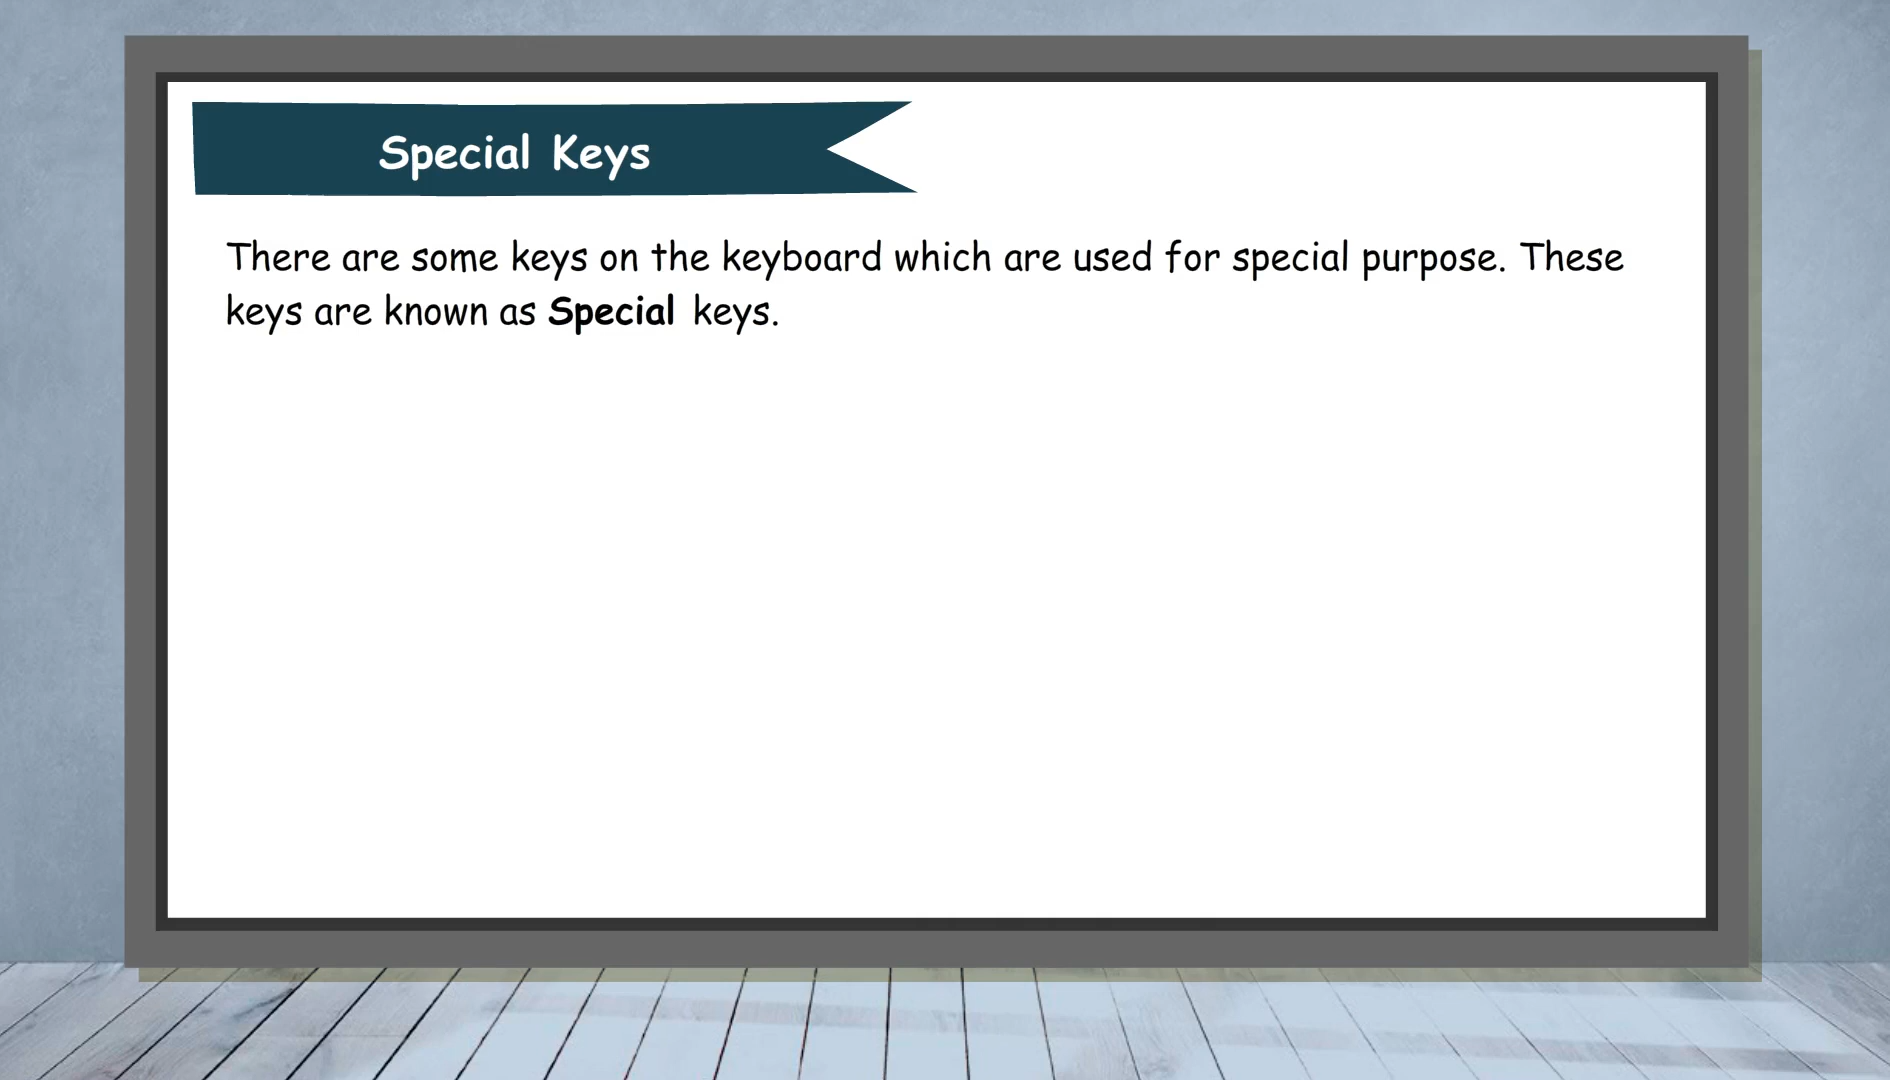 Special Keys
There are some keys on the keyboard which are used for special purpose. These
keys are known as Special keys.